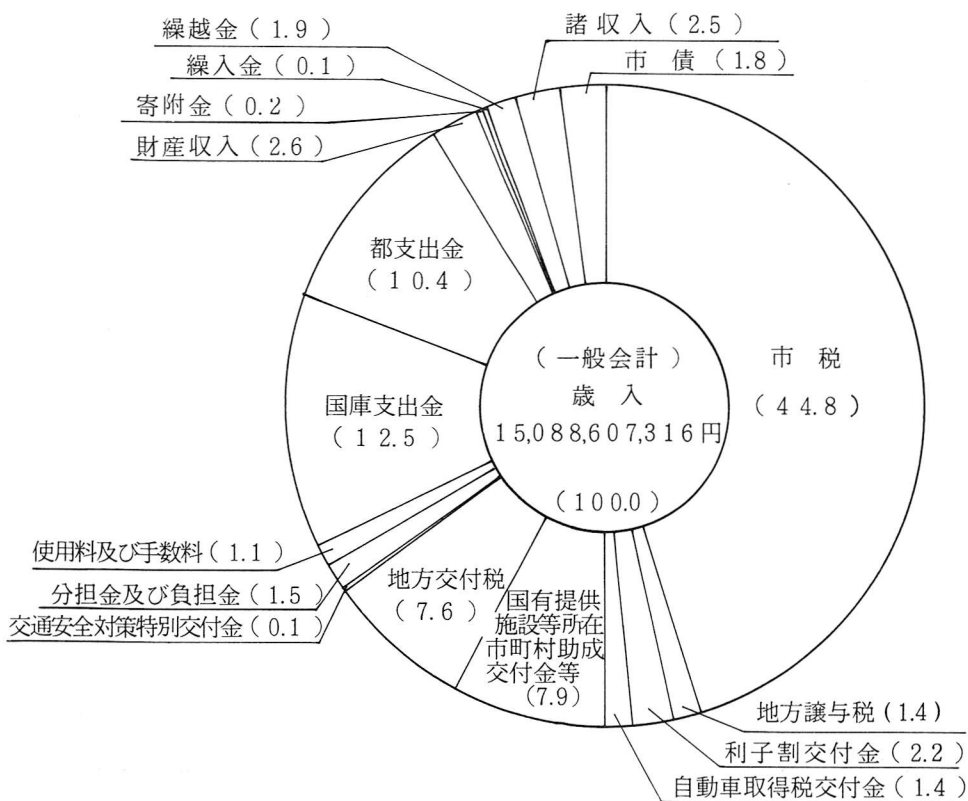 繰越金(1.9)
繰入金(0.1)
寄附金(0.2)
財産収入(2.6)
諸収入(2.5)
市債(1.8)
都支出金
(10.4)
国庫支出金
(12.5)
(一般会計)
歳入
15,088,607,316円
(100.0)
市税
(44.8)
使用料及び手数料(1.1)
分担金及び負担金(1.5)
交通安全対策特別交付金(0.1)
地方交付税
(7.6)
国有提供
施設等所在
市町村助成
交付金等
(7.9)
地方譲与税(1.4)
利子割交付金(2.2)
自動車取得税交付金(1.4)